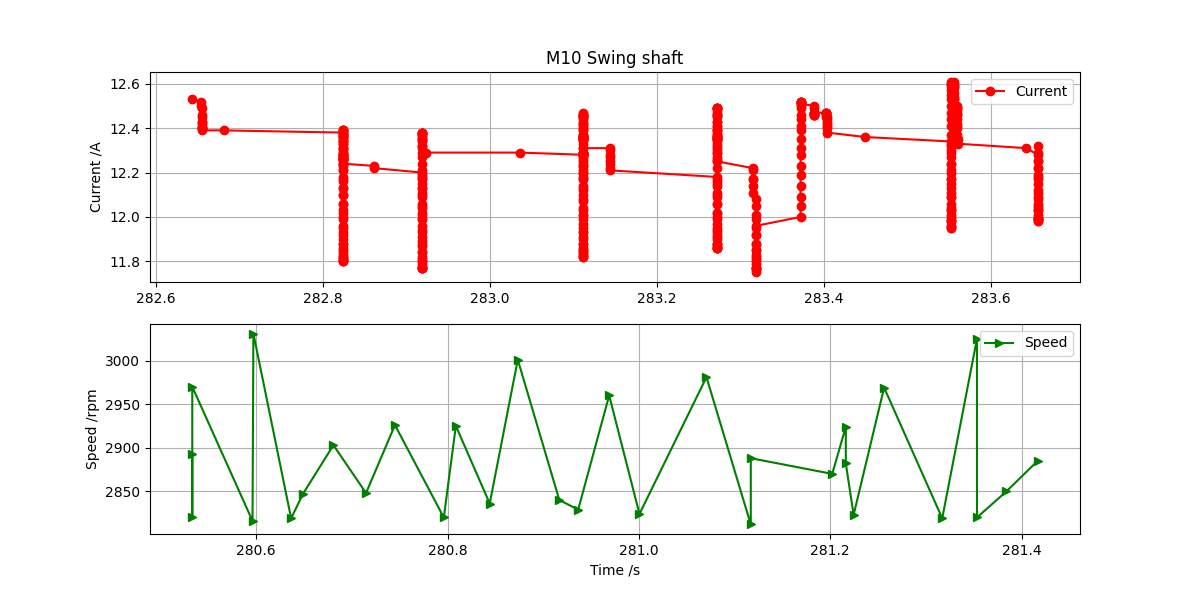 M10 Swing shaft
Current /A
12.6
12.4
12.2
12.0
11.8
Current
282.6 282.8 283.0 283.2 283.4 283.6
Speed /rpm
3000
2950
2900
2850
Speed
280.6 280.8 281.0 281.2 281.4
Time /s